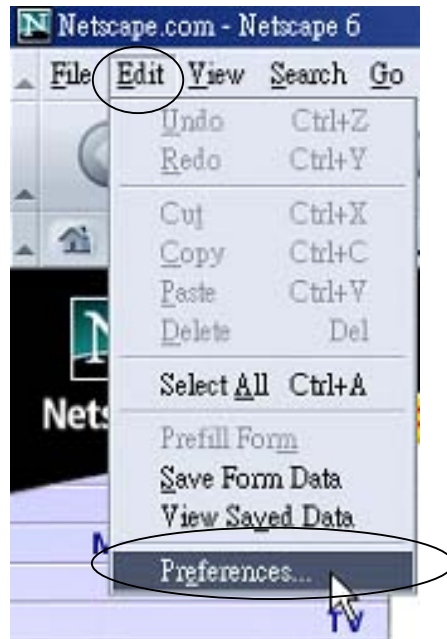 Netscape.com - Netscape 6
File Edit View Search Go
Undo Ctrl+Z
Redo Ctrl+Y
Cut Ctrl+X
Copy Ctrl+C
Paste Ctrl+V
Delete Del
Select All Ctrl+A
Prefill Form
Save Form Data
View Saved Data
Preferences...
N
Nets
N
TV